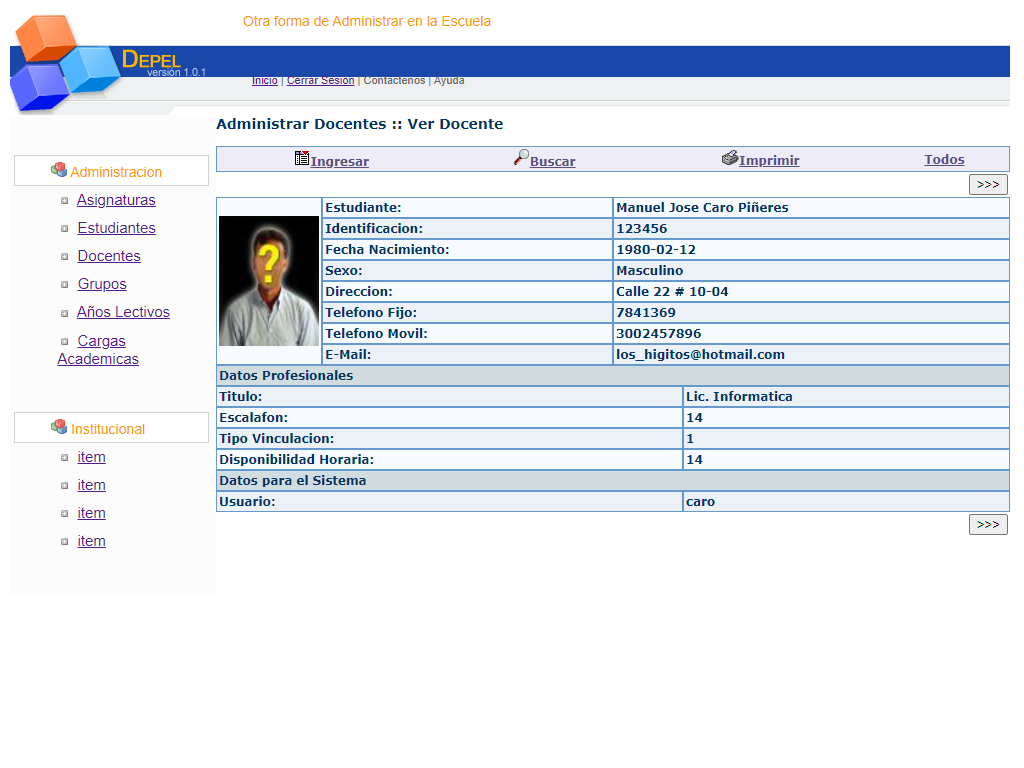 Otra forma de Administrar en la Escuela
DEPEL
versión 1.0.1
Inicio | Cerrar Sesion | Contactenos | Ayuda
Administrar Docentes :: Ver Docente
Ingresar Buscar Imprimir Todos
>>>
Administracion
Asignaturas
Estudiantes
Docentes
Grupos
Años Lectivos
Cargas
Academicas
Institucional
item
item
item
item
Estudiante: Manuel Jose Caro Piñeres
Identificacion: 123456
Fecha Nacimiento: 1980-02-12
Sexo: Masculino
Direccion: Calle 22 # 10-04
Telefono Fijo: 7841369
Telefono Movil: 3002457896
E-Mail: los_higitos@hotmail.com
Datos Profesionales
Titulo: Lic. Informatica
Escalafon: 14
Tipo Vinculacion: 1
Disponibilidad Horaria: 14
Datos para el Sistema
Usuario: caro
>>>